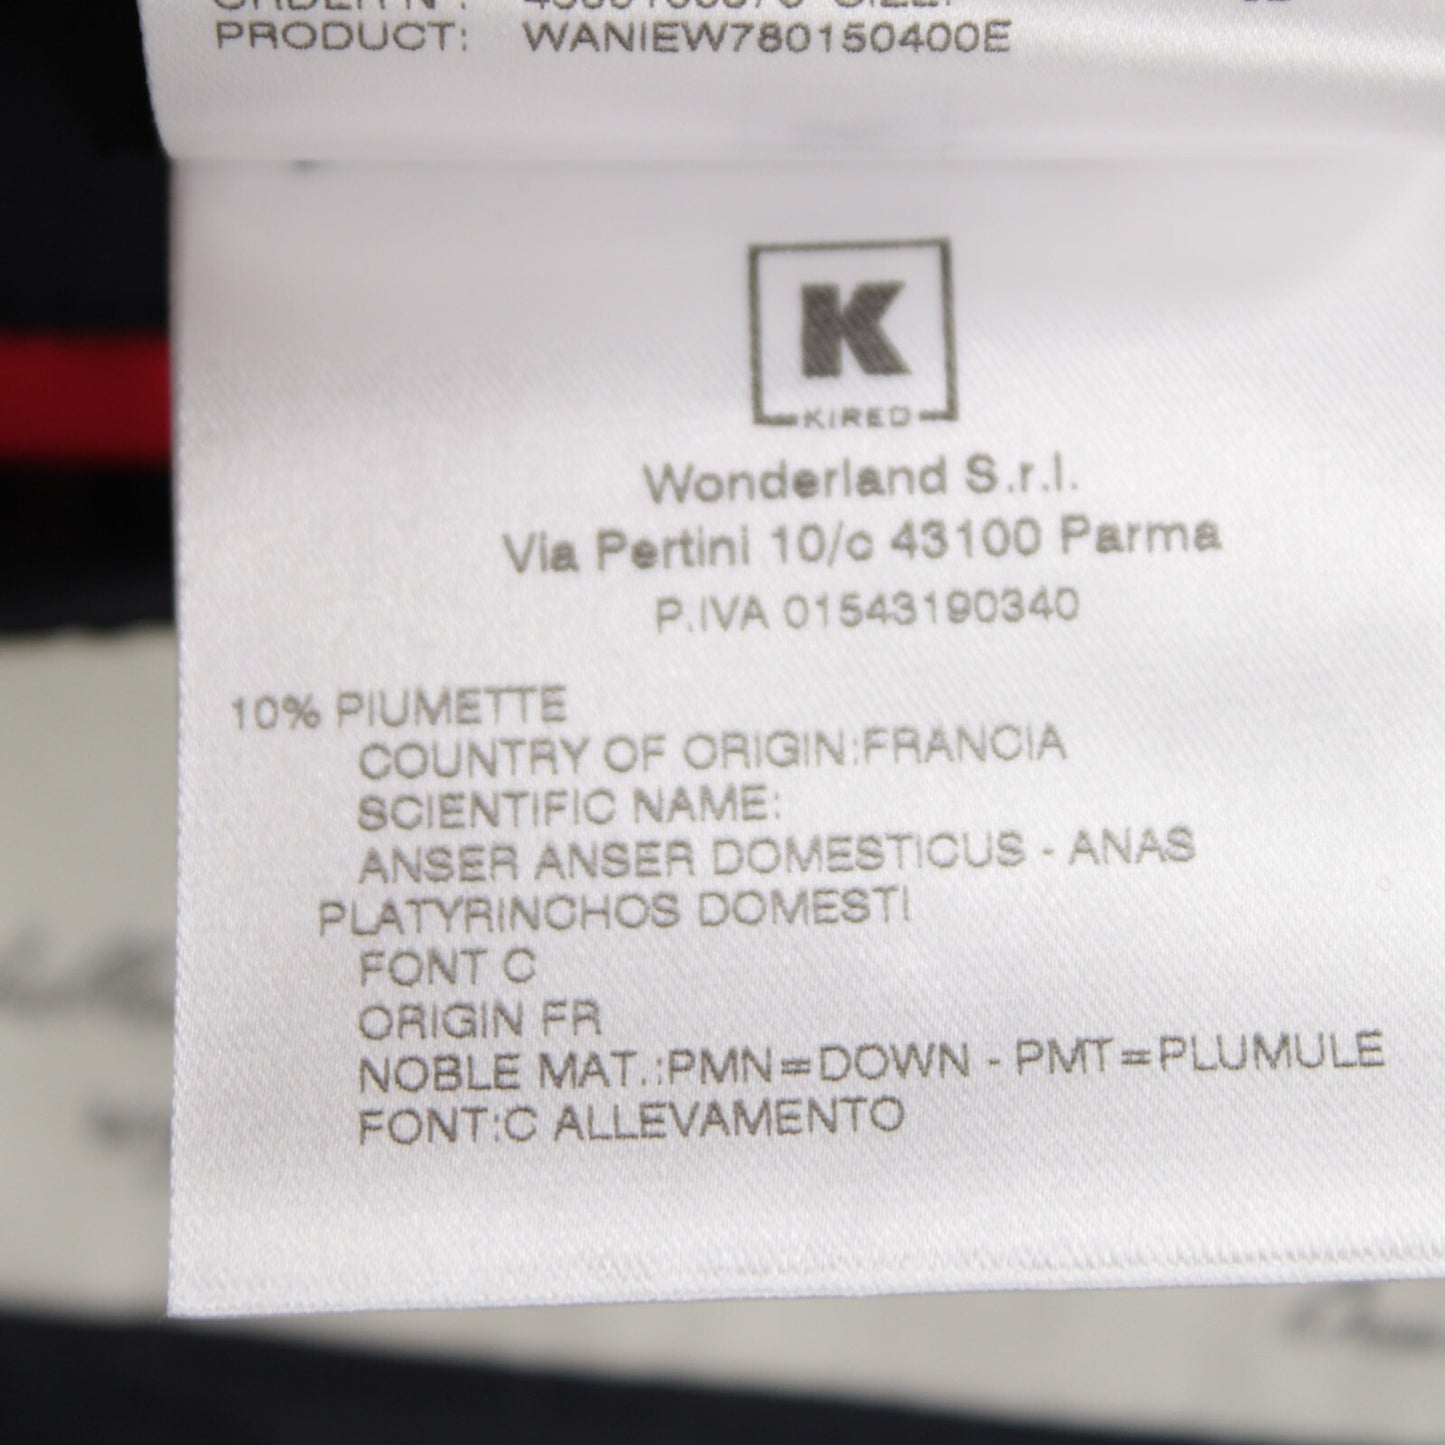 PRODUCT: WANIEW780150400E
K
KIRED
Wonderland S.r.l.
Via Pertini 10/c 43100 Parma
P.IVA 01543190340
10% PIUMETTE
COUNTRY OF ORIGIN:FRANCIA
SCIENTIFIC NAME:
ANSER ANSER DOMESTICUS - ANAS
PLATYRINCHOS DOMESTI
FONT C
ORIGIN FR
NOBLE MAT.:PMN=DOWN - PMT=PLUMULE
FONT:C ALLEVAMENTO